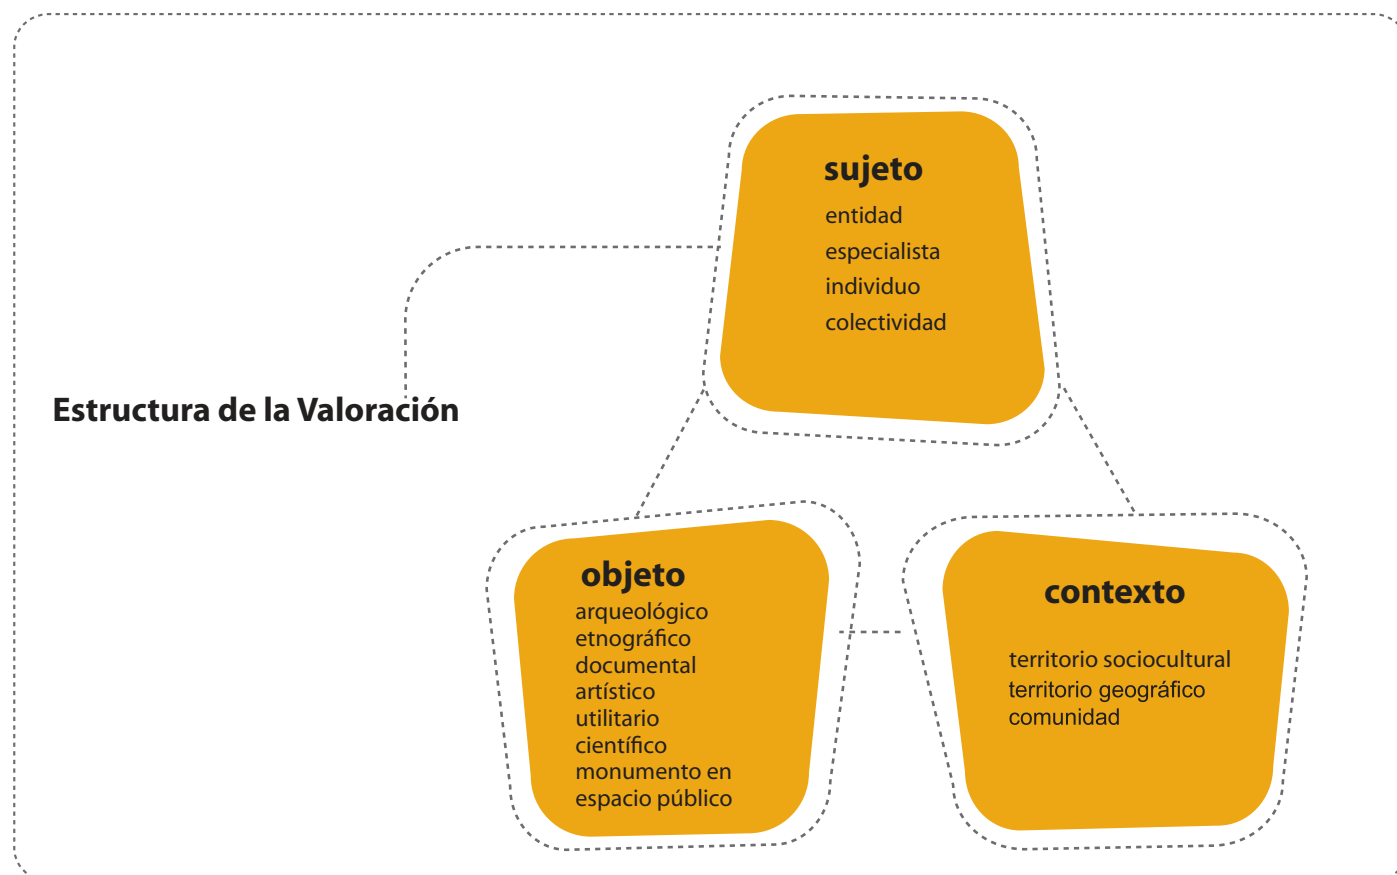 Estructura de la Valoración
sujeto
entidad
especialista
individuo
colectividad
objeto
arqueológico
etnográfico
documental
artístico
utilitario
científico
monumento en
espacio público
contexto
territorio sociocultural
territorio geográfico
comunidad